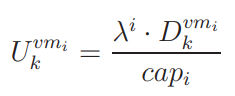 $U_k^{vm_i} = \frac{\lambda^i \cdot D_k^{vm_i}}{cap_i}$